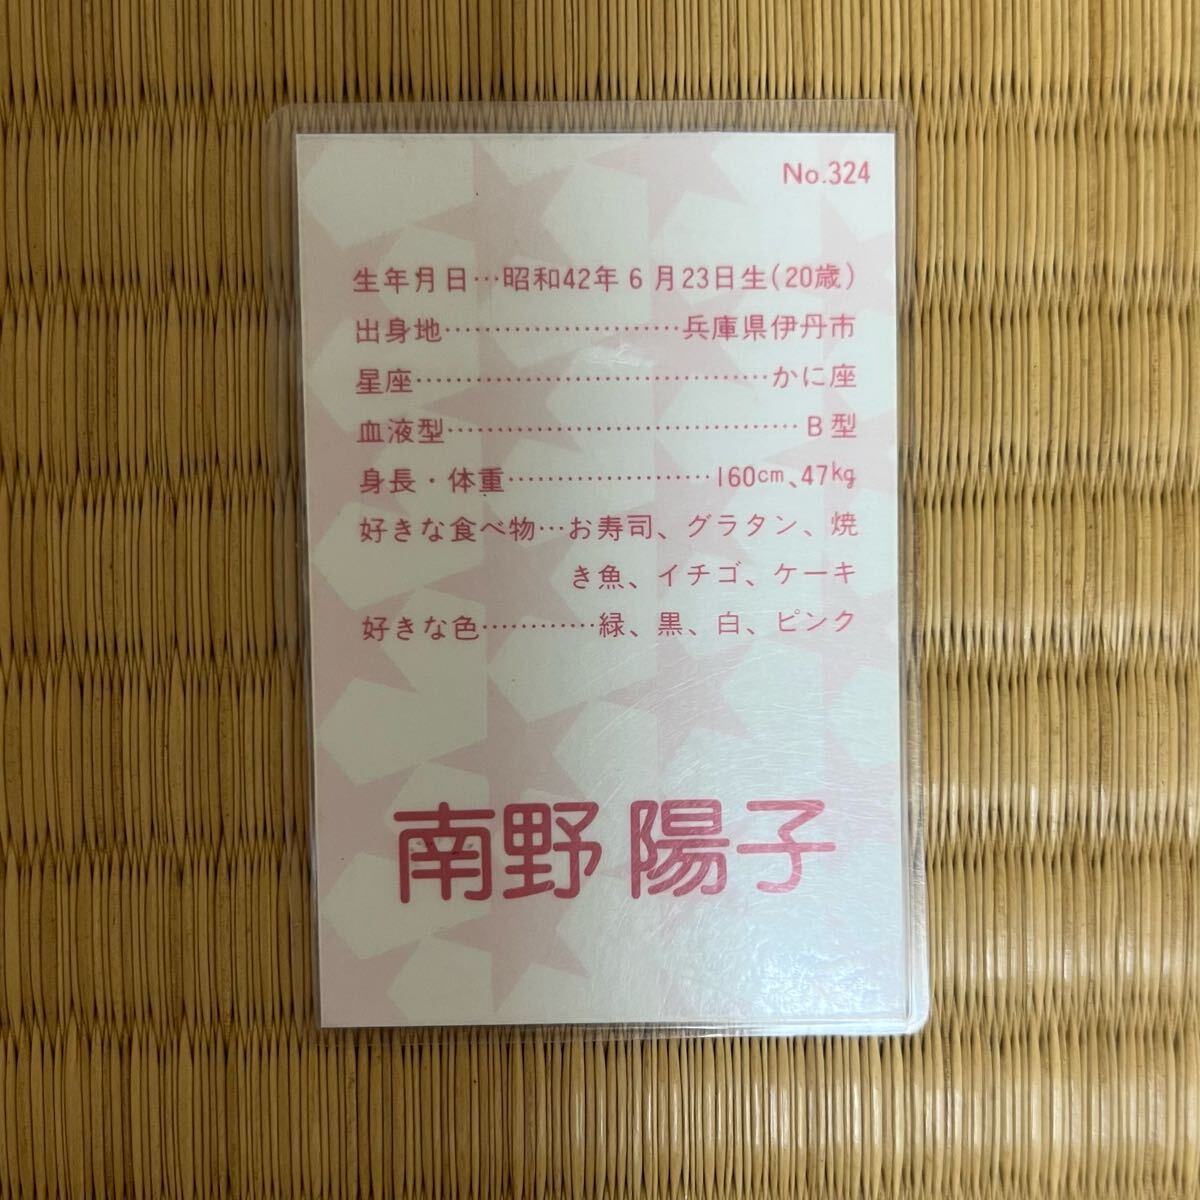 No.324
生年月日…昭和42年6月23日生(20歳)
出身地……………………兵庫県伊丹市
星座………………………………かに座
血液型………………………………B型
身長・体重…………………160cm、47kg
好きな食べ物…お寿司、グラタン、焼
き魚、イチゴ、ケーキ
好きな色…………緑、黒、白、ピンク
南野陽子